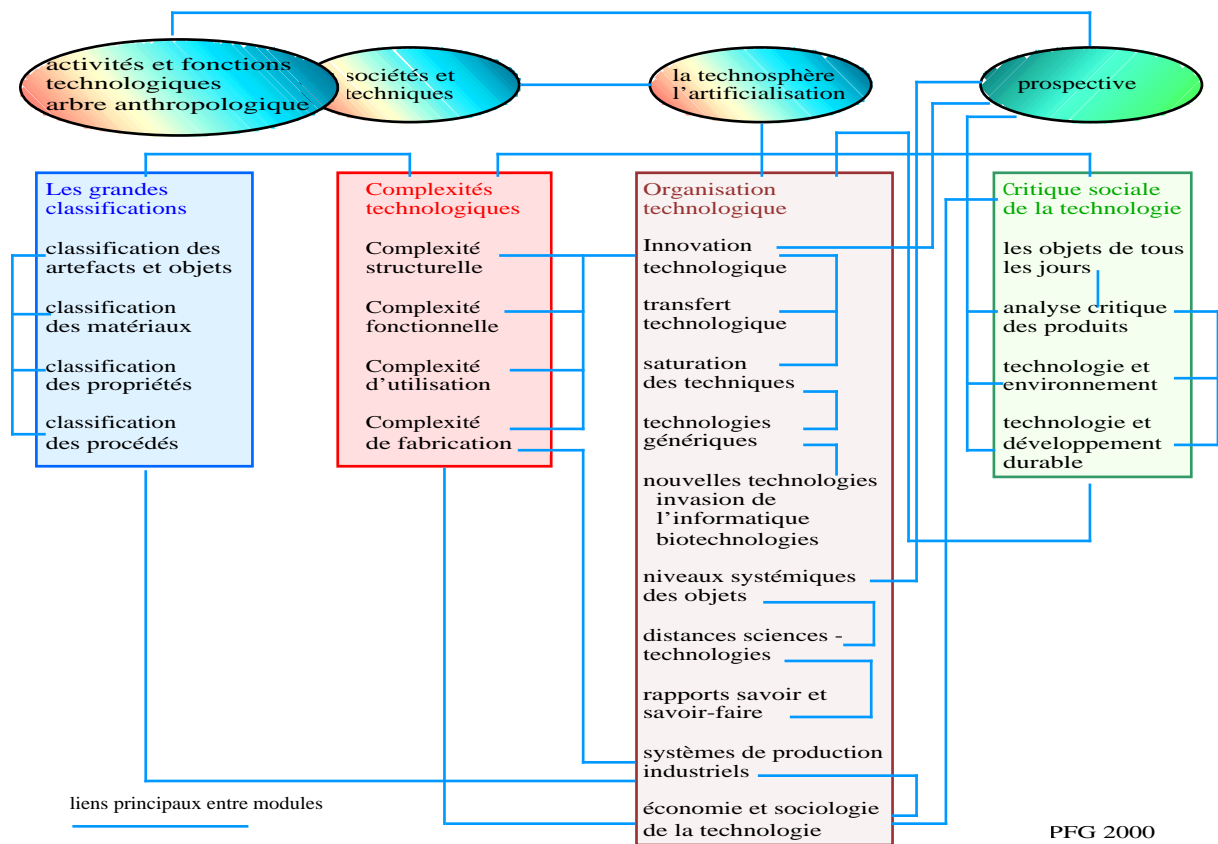 activités et fonctions
technologiques
arbre anthropologique
sociétés et
techniques
la technosphère
l’artificialisation
prospective
Les grandes
classifications
classification des
artefacts et objets
classification
des matériaux
classification
des propriétés
classification
des procédés
Complexités
technologiques
Complexité
structurelle
Complexité
fonctionnelle
Complexité
d’utilisation
Complexité
de fabrication
Organisation
technologique
Innovation
technologique
transfert
technologique
saturation
des techniques
technologies
génériques
nouvelles technologies
invasion de
l’informatique
biotechnologies
niveaux systémiques
des objets
distances sciences -
technologies
rapports savoir et
savoir-faire
systèmes de production
industriels
économie et sociologie
de la technologie
Critique sociale
de la technologie
les objets de tous
les jours
analyse critique
des produits
technologie et
environnement
technologie et
développement
durable
liens principaux entre modules
PFG 2000